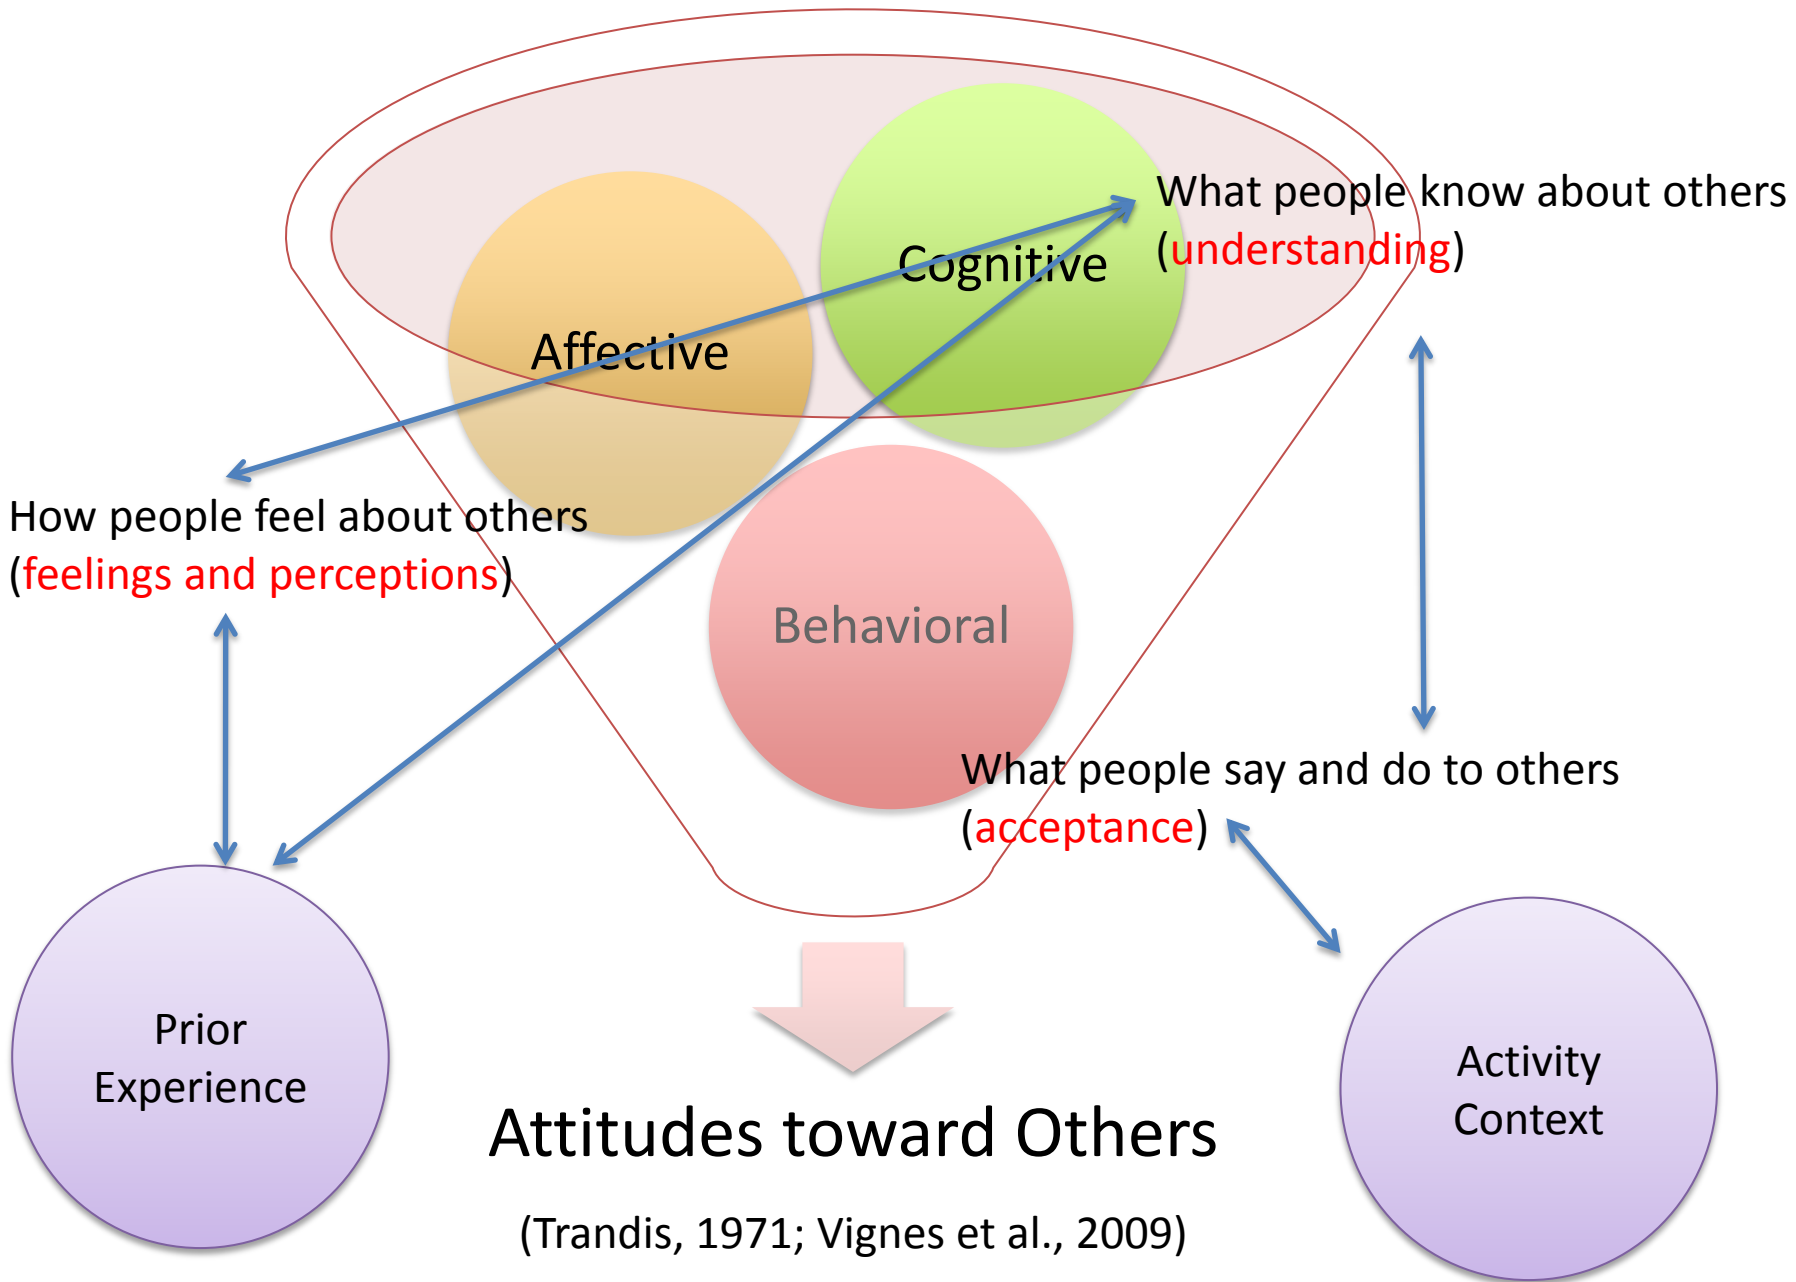 What people know about others
(understanding)
Cognitive
Affective
How people feel about others
(feelings and perceptions)
Behavioral
What people say and do to others
(acceptance)
Prior
Experience
Activity
Context
Attitudes toward Others
(Trandis, 1971; Vignes et al., 2009)